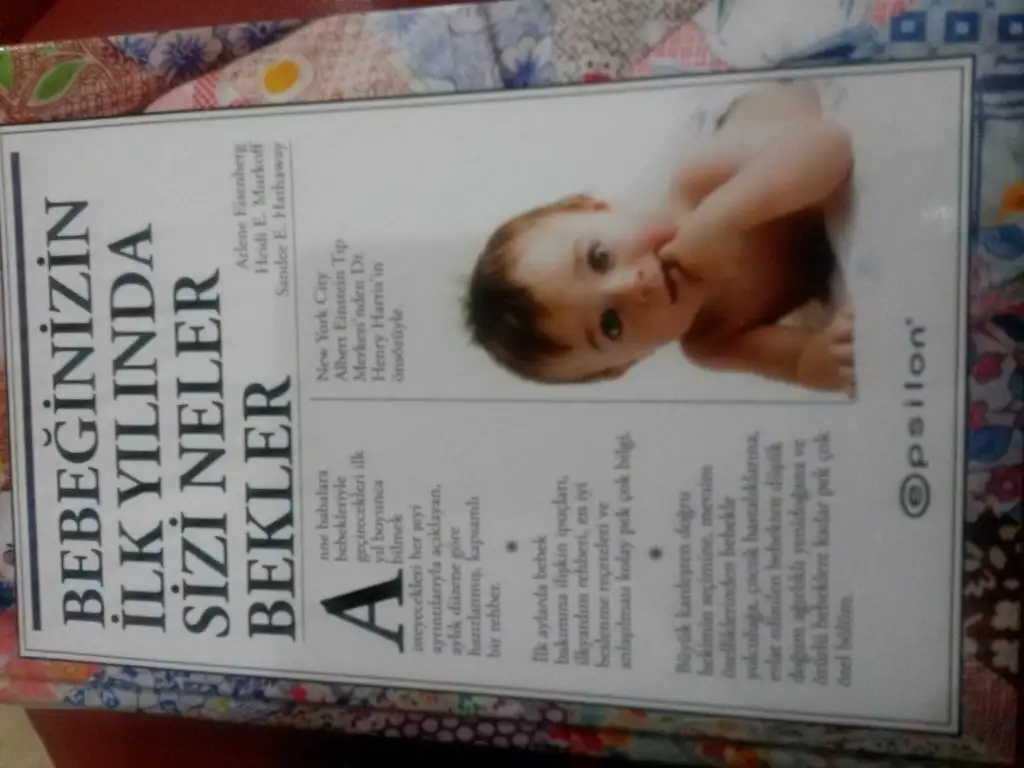 BEBEĞİNİZİN
İLK YILINDA
SİZİ NELER
BEKLER
Arlene Eisenberg
Heidi E. Murkoff
Sandee E. Hathaway
New York City
Albert Einstein Tıp
Merkezi'nden Dr.
Henry Harris'in
önsözüyle.
Anne babaları
bebekleriyle
geçirecekleri ilk
yıl boyunca
bilmek
isteyecekleri her şeyi
ayrıntılarıyla açıklayan,
aylık düzene göre
hazırlanmış, kapsamlı
bir rehber.
İlk aylarda bebek
bakımına ilişkin ipuçları,
ilkyardım rehberi, en iyi
beslenme reçeteleri ve
anlaşılması kolay pek çok bilgi.
Büyük kardeşten doğru
hekimin seçimine, mevsim
özelliklerinden bebekle
yolculuğa, çocuk hastalıklarına,
evlat edinilen bebekten düşük
doğum ağırlıklı yenidoğana ve
özürlü bebeklere kadar pek çok
özel bölüm.
epsilon